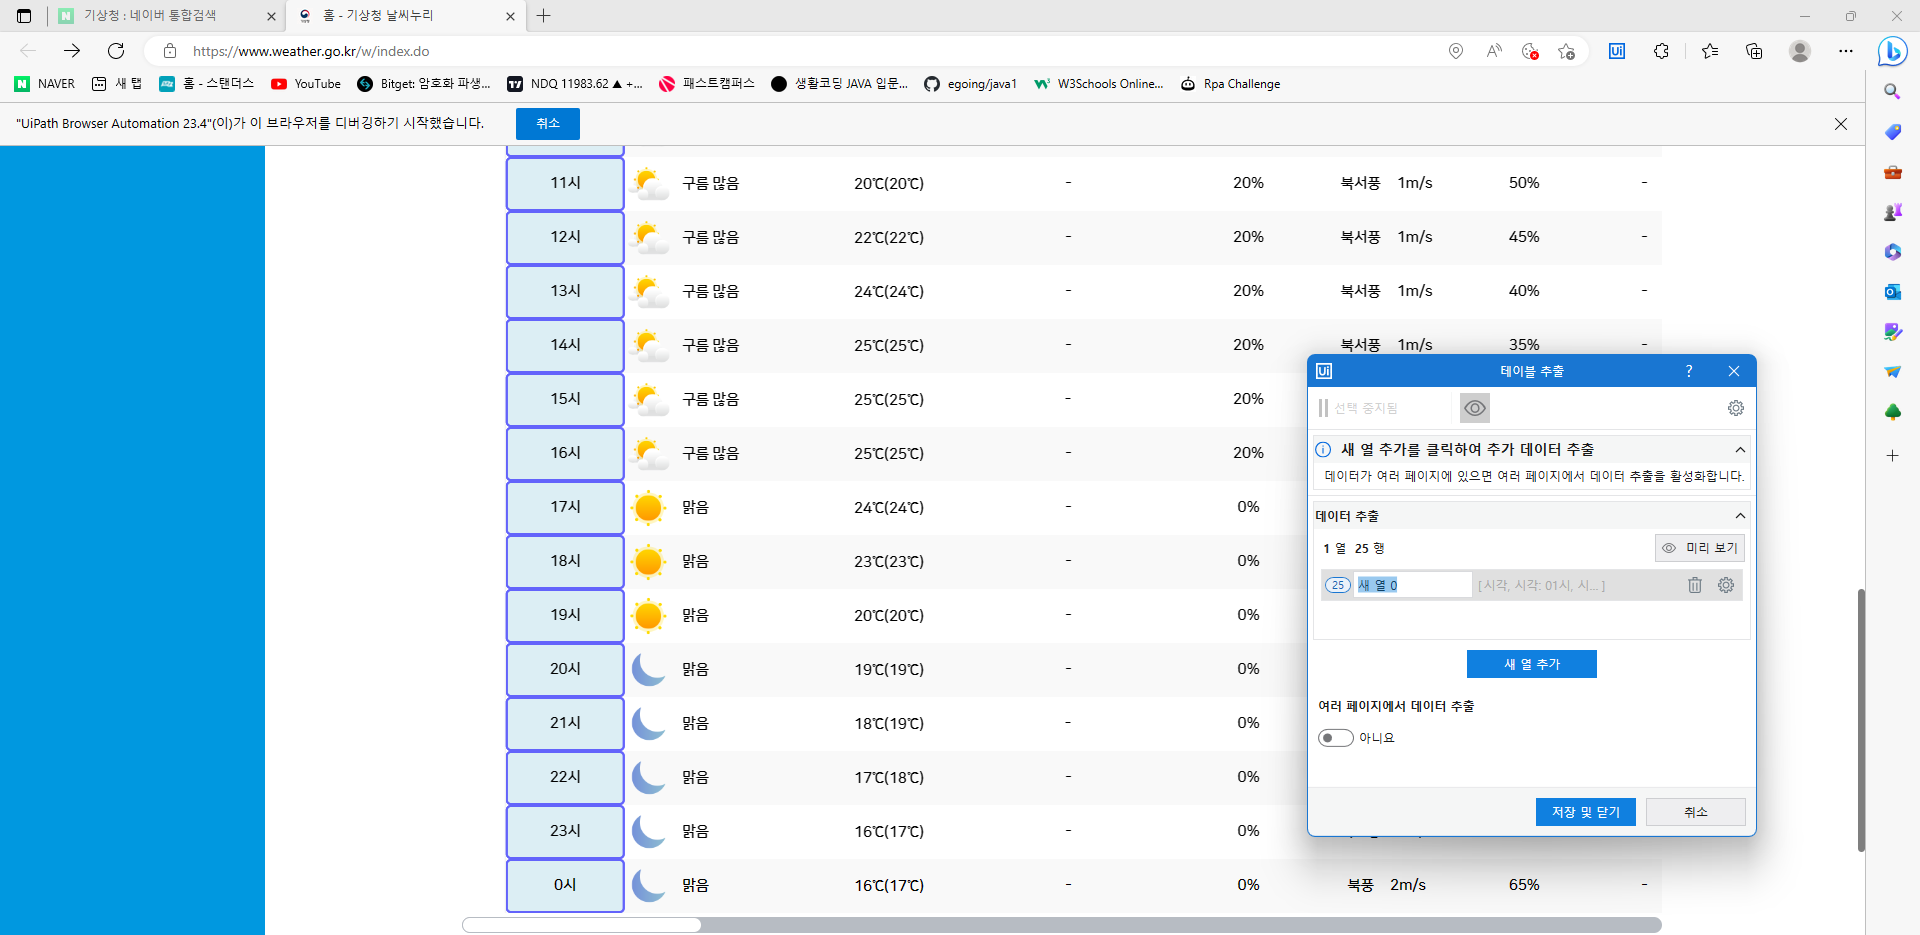 기상청 : 네이버 통합검색
홈 - 기상청 날씨누리
https://www.weather.go.kr/w/index.do
NAVER 새 탭 홈 - 스탠더스 YouTube Bitget: 암호화 파생... NDQ 11983.62 ▲ +... 패스트캠퍼스 생활코딩 JAVA 입문... egoing/java1 W3Schools Online... Rpa Challenge
"UiPath Browser Automation 23.4"(이)가 이 브라우저를 디버깅하기 시작했습니다. 취소
11시 구름 많음 20℃(20℃) - 20% 북서풍 1m/s 50% -
12시 구름 많음 22℃(22℃) - 20% 북서풍 1m/s 45% -
13시 구름 많음 24℃(24℃) - 20% 북서풍 1m/s 40% -
14시 구름 많음 25℃(25℃) - 20% 북서풍 1m/s 35% -
15시 구름 많음 25℃(25℃) - 20%
16시 구름 많음 25℃(25℃) - 20%
17시 맑음 24℃(24℃) - 0%
18시 맑음 23℃(23℃) - 0%
19시 맑음 20℃(20℃) - 0%
20시 맑음 19℃(19℃) - 0%
21시 맑음 18℃(19℃) - 0%
22시 맑음 17℃(18℃) - 0%
23시 맑음 16℃(17℃) - 0%
0시 맑음 16℃(17℃) - 0% 북풍 2m/s 65% -
Ui 테이블 추출 ?
선택 중지됨
새 열 추가를 클릭하여 추가 데이터 추출
데이터가 여러 페이지에 있으면 여러 페이지에서 데이터 추출을 활성화합니다.
데이터 추출
1 열 25 행 미리 보기
25 새 열 0 [시각, 시각: 01시, 시... ]
새 열 추가
여러 페이지에서 데이터 추출
아니요
저장 및 닫기 취소